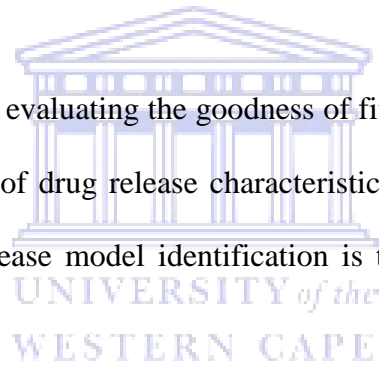 evaluating the goodness of fi
of drug release characteristic
ease model identification is t
UNIVERSITY of the
WESTERN CAPE